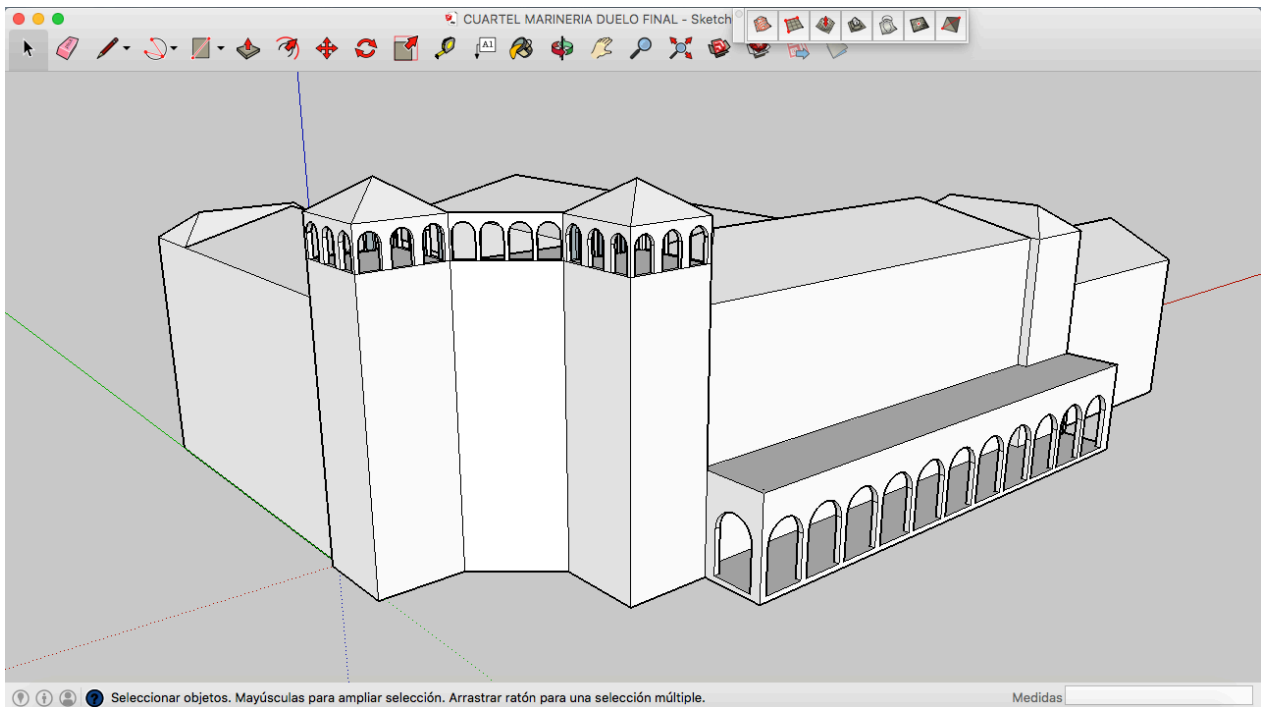 CUARTEL MARINERIA DUELO FINAL - Sketch
A1
Seleccionar objetos. Mayúsculas para ampliar selección. Arrastrar ratón para una selección múltiple.
Medidas